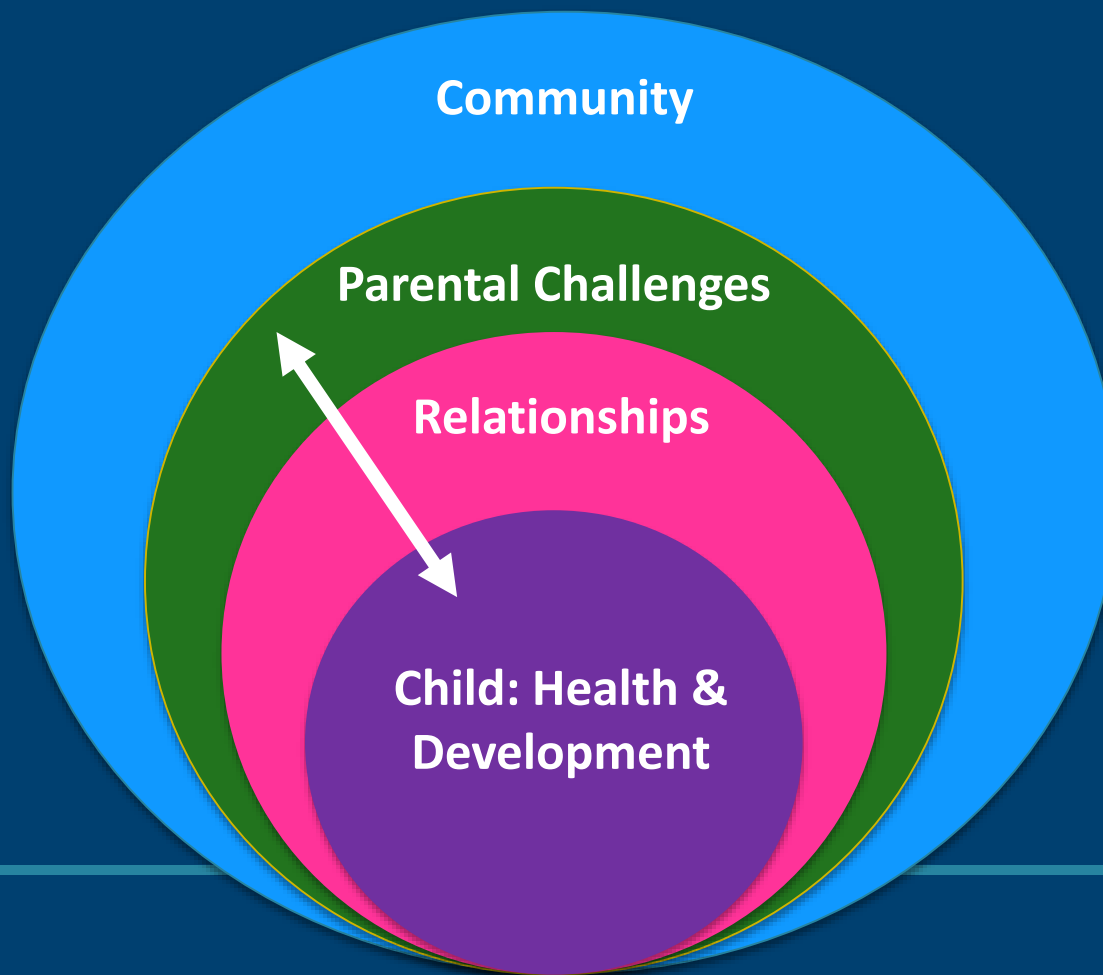 Community
Parental Challenges
Relationships
Child: Health &
Development